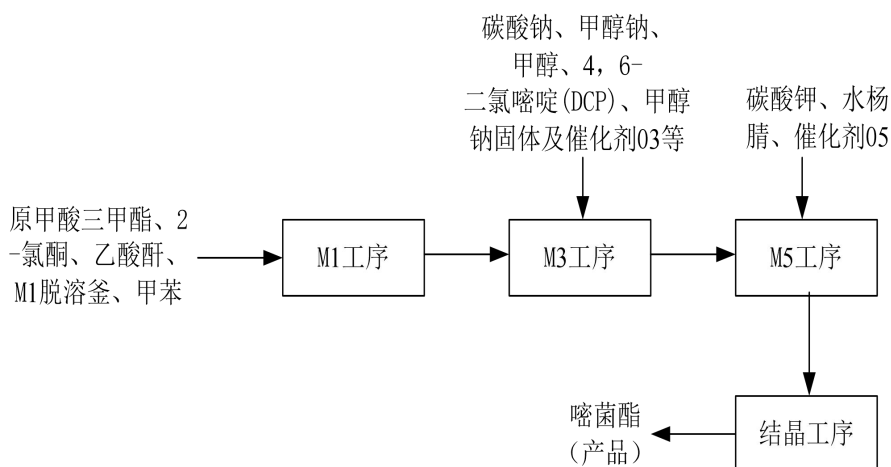 碳酸钠、甲醇钠、
甲醇、4，6-
二氯嘧啶(DCP)、甲醇
钠固体及催化剂03等
碳酸钾、水杨
腈、催化剂05
原甲酸三甲酯、2
-氯酮、乙酸酐、
M1脱溶釜、甲苯
M1工序
M3工序
M5工序
嘧菌酯
（产品）
结晶工序